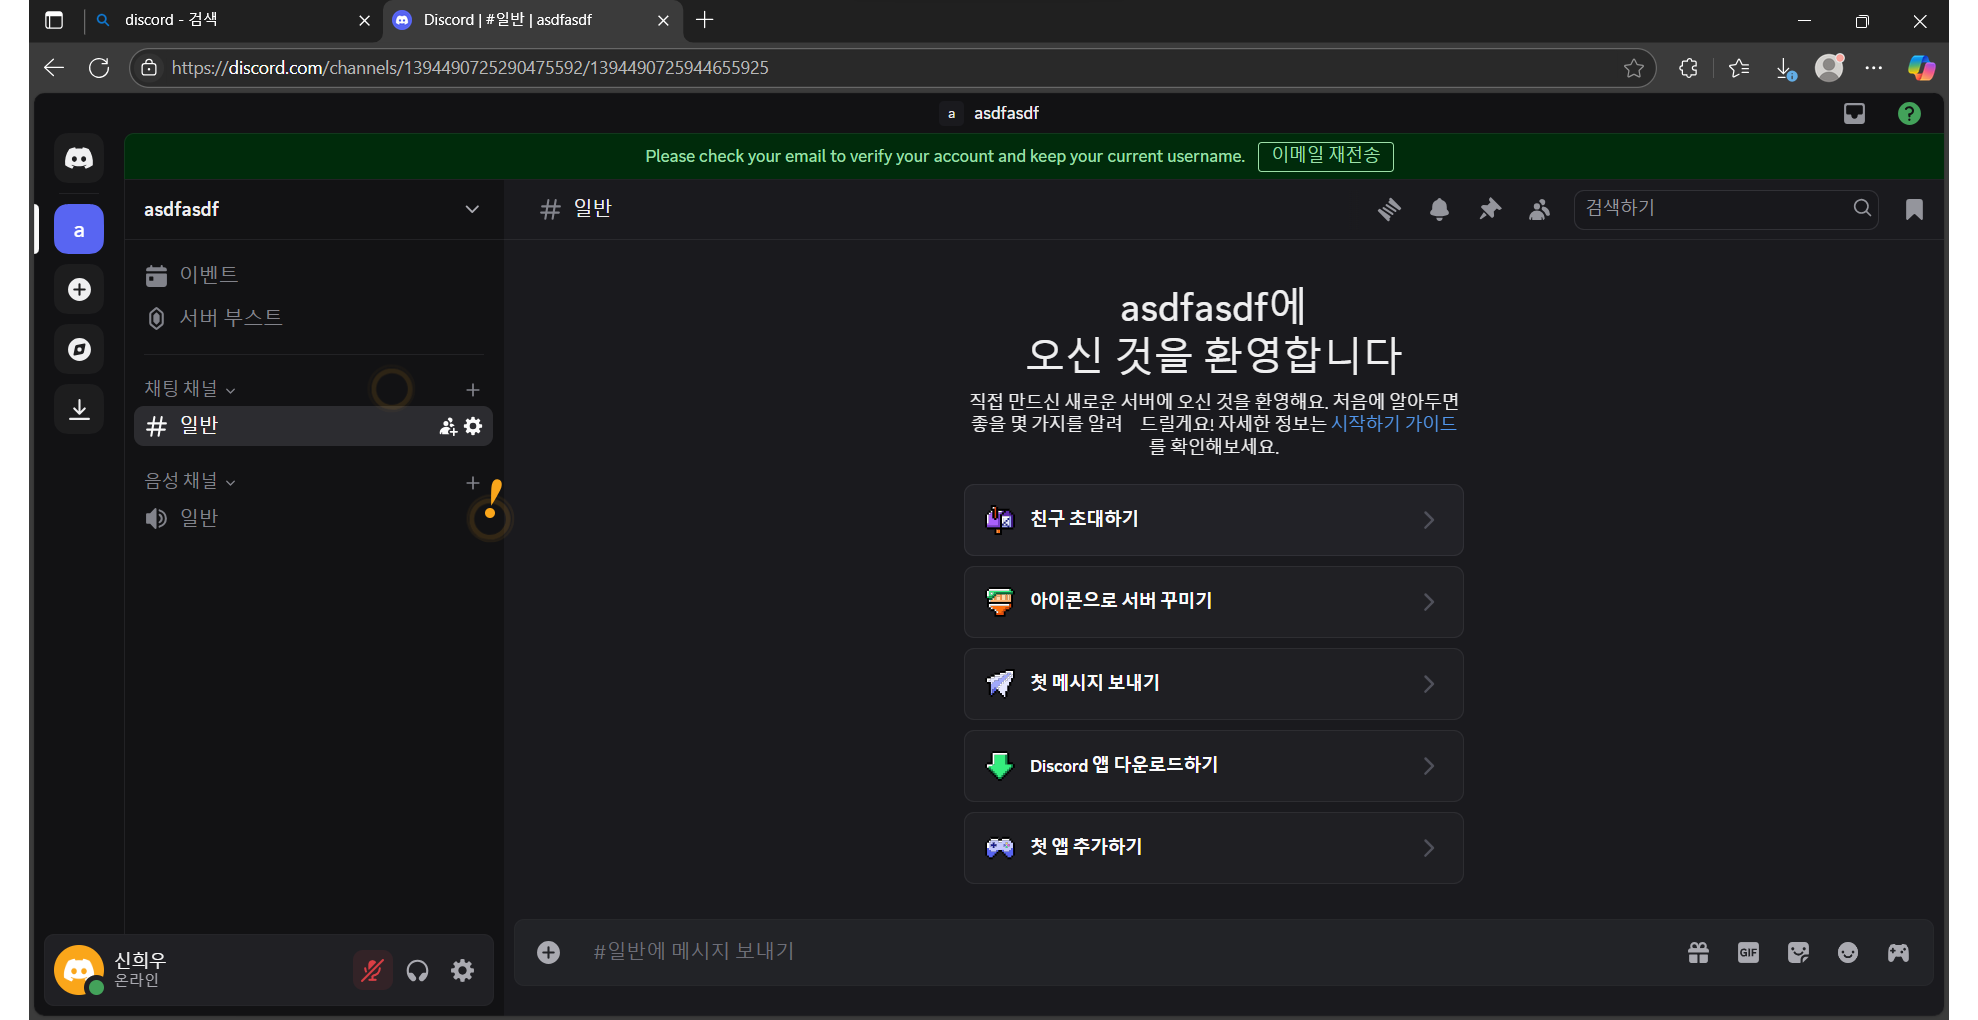 discord - 검색
Discord | #일반 | asdfasdf
https://discord.com/channels/1394490725290475592/1394490725944655925
a asdfasdf
Please check your email to verify your account and keep your current username. 이메일 재전송
asdfasdf
# 일반
검색하기
a
이벤트
서버 부스트
채팅 채널
일반
음성 채널
일반
asdfasdf에
오신 것을 환영합니다
직접 만드신 새로운 서버에 오신 것을 환영해요. 처음에 알아두면
좋을 몇 가지를 알려 드릴게요! 자세한 정보는 시작하기 가이드
를 확인해보세요.
친구 초대하기
아이콘으로 서버 꾸미기
첫 메시지 보내기
Discord 앱 다운로드하기
첫 앱 추가하기
#일반에 메시지 보내기
GIF
신희우
온라인